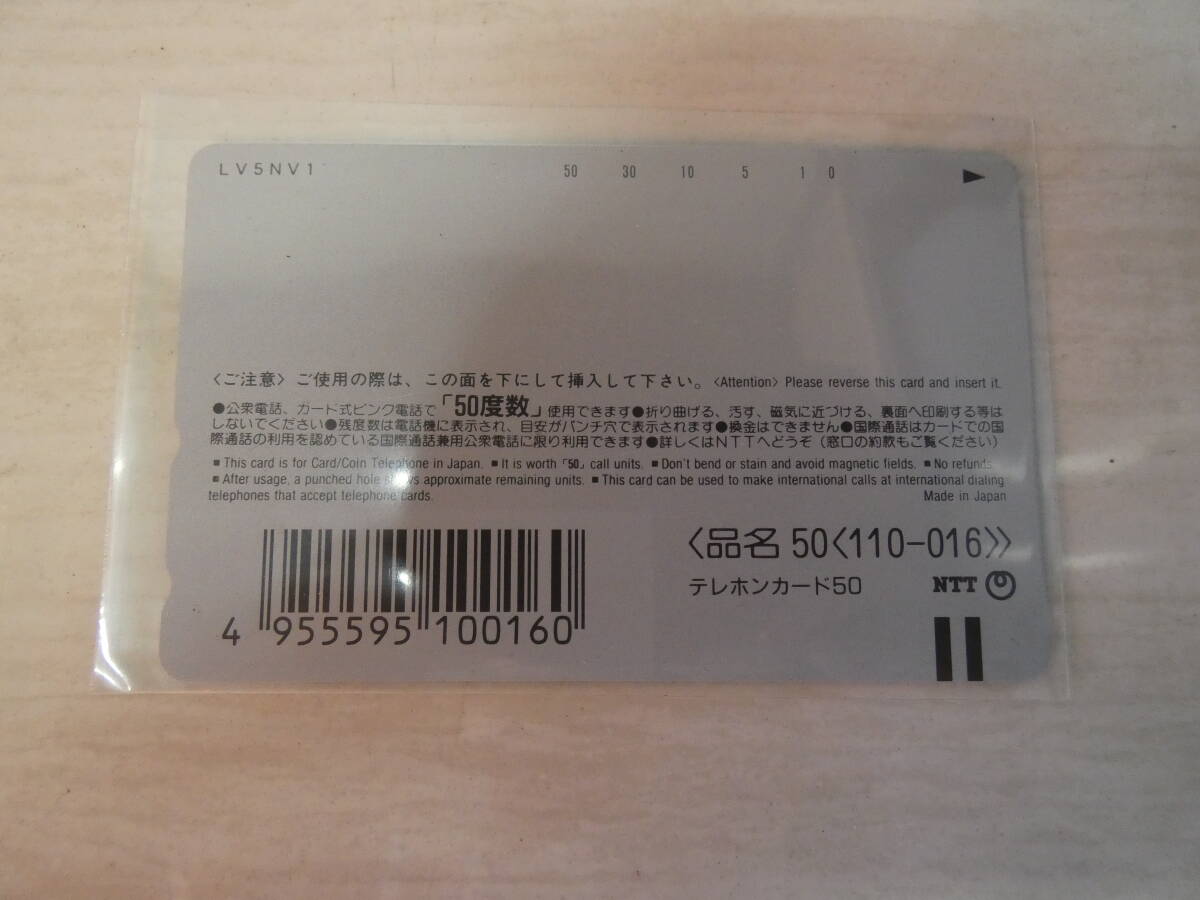 LV5NV1 50 30 10 5 1 0 ▶
〈ご注意〉ご使用の際は、この面を下にして挿入して下さい。〈Attention〉Please reverse this card and insert it.
●公衆電話、カード式ピンク電話で「50度数」使用できます●折り曲げる、汚す、磁気に近づける、裏面へ印刷する等は
しないでください●残度数は電話機に表示され、目安がパンチ穴で表示されます●換金はできません●国際通話はカードでの国
際通話の利用を認めている国際通話兼用公衆電話に限り利用できます●詳しくはNTTへどうぞ（窓口の約款もご覧ください）
■ This card is for Card/Coin Telephone in Japan. ■ It is worth「50」call units. ■ Don't bend or stain and avoid magnetic fields. ■ No refunds.
■ After usage, a punched hole shows approximate remaining units. ■ This card can be used to make international calls at international dialing
telephones that accept telephone cards. Made in Japan
〈品名 50〈110-016〉〉
テレホンカード50 NTT
4 955595 100160